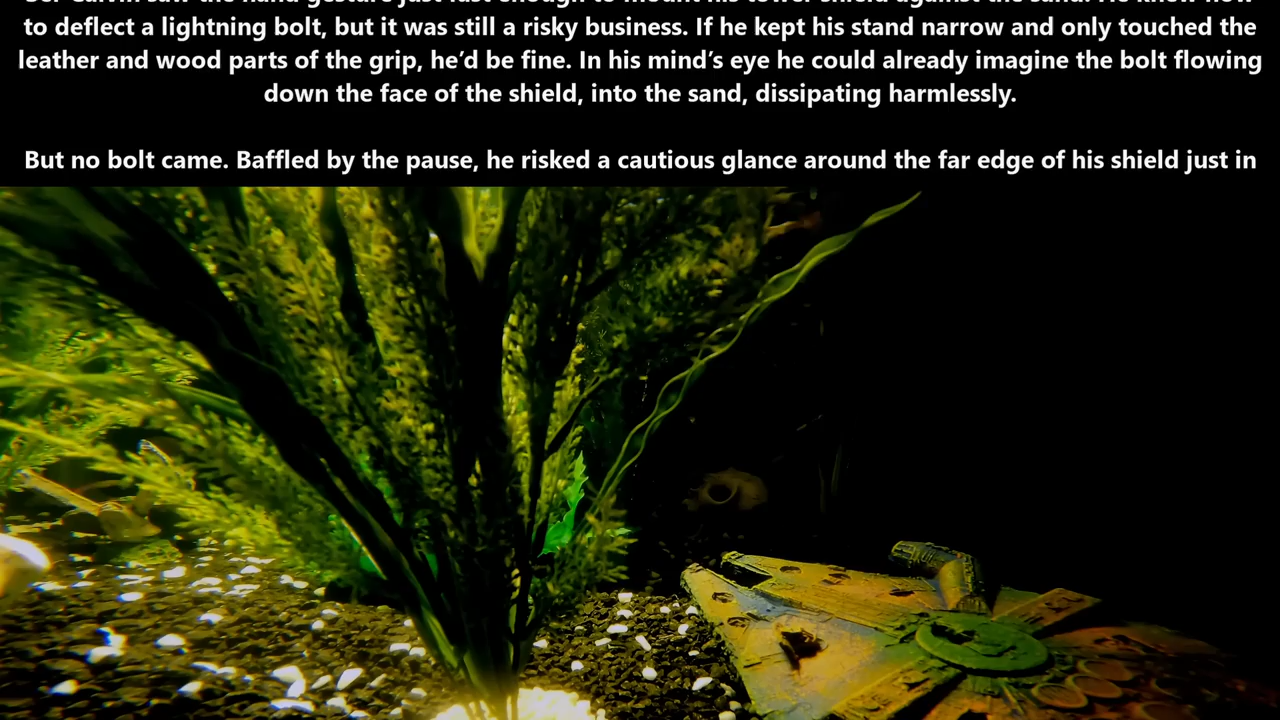 to deflect a lightning bolt, but it was still a risky business. If he kept his stand narrow and only touched the
leather and wood parts of the grip, he’d be fine. In his mind’s eye he could already imagine the bolt flowing
down the face of the shield, into the sand, dissipating harmlessly.
But no bolt came. Baffled by the pause, he risked a cautious glance around the far edge of his shield just in